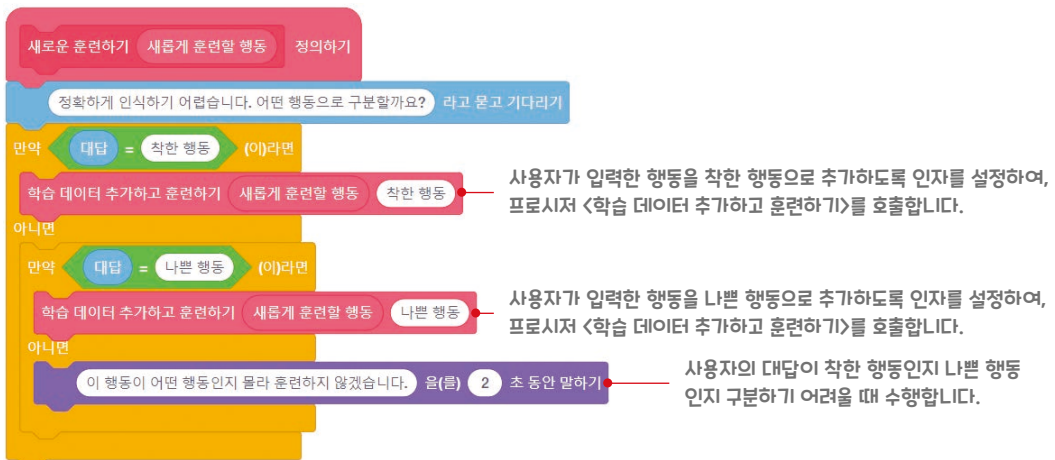 새로운 훈련하기 새롭게 훈련할 행동 정의하기
정확하게 인식하기 어렵습니다. 어떤 행동으로 구분할까요? 라고 묻고 기다리기
만약 대답 = 착한 행동 (이)라면
학습 데이터 추가하고 훈련하기 새롭게 훈련할 행동 착한 행동
사용자가 입력한 행동을 착한 행동으로 추가하도록 인자를 설정하여,
프로시저 <학습 데이터 추가하고 훈련하기>를 호출합니다.
아니면
만약 대답 = 나쁜 행동 (이)라면
학습 데이터 추가하고 훈련하기 새롭게 훈련할 행동 나쁜 행동
사용자가 입력한 행동을 나쁜 행동으로 추가하도록 인자를 설정하여,
프로시저 <학습 데이터 추가하고 훈련하기>를 호출합니다.
아니면
이 행동이 어떤 행동인지 몰라 훈련하지 않겠습니다. 을(를) 2 초 동안 말하기
사용자의 대답이 착한 행동인지 나쁜 행동
인지 구분하기 어려울 때 수행합니다.